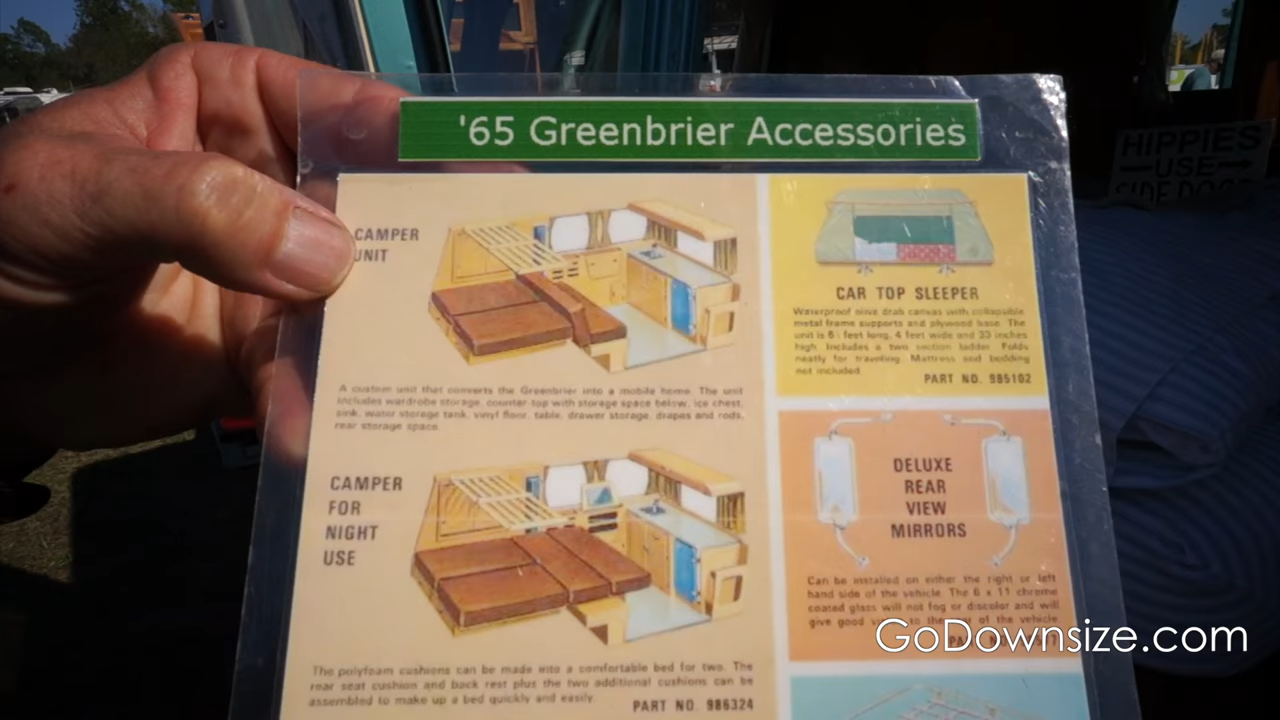 '65 Greenbrier Accessories
HIPPIES
USE
SIDE DOOR
CAMPER
UNIT
A custom unit that converts the Greenbrier into a mobile home. The unit
includes wardrobe storage, counter-top with storage space below, ice chest,
sink, water storage tank, vinyl floor, table, drawer storage, drapes and rods,
rear storage space.
CAMPER
FOR
NIGHT
USE
The polyfoam cushions can be made into a comfortable bed for two. The
rear seat cushion and back rest plus the two additional cushions can be
assembled to make up a bed quickly and easily.
PART NO. 986324
CAR TOP SLEEPER
Waterproof olive drab canvas with collapsible
metal frame supports and plywood base. The
unit is feet long, 4 feet wide and 33 inches
high. Includes a two section ladder. Folds
neatly for traveling. Mattress and bedding
not included.
PART NO. 985102
DELUXE
REAR
VIEW
MIRRORS
Can be installed on either the right or left
hand side of the vehicle. The 6 x 11 chrome
coated glass will not fog or discolor and will
give good to the of the vehicle.
GoDownsize.com